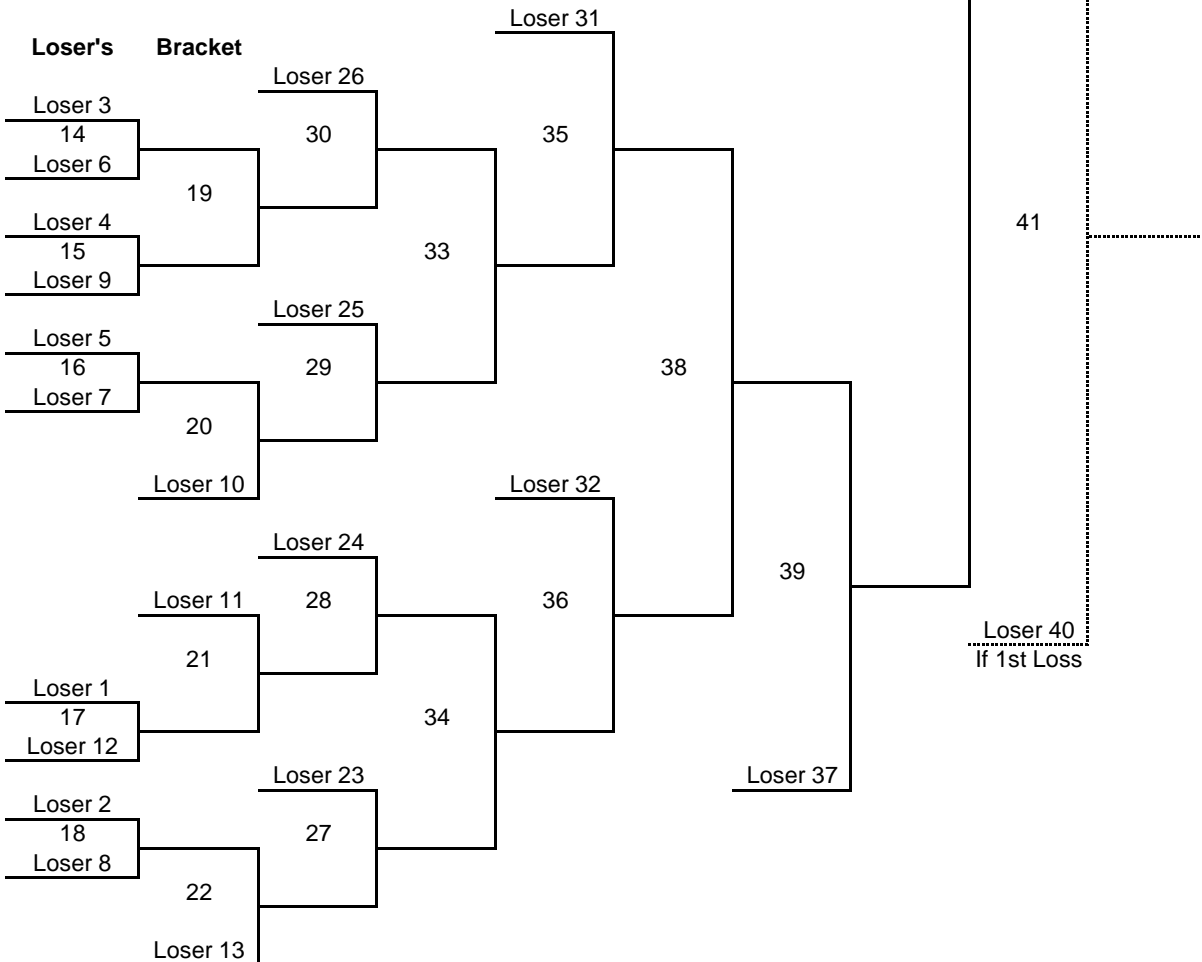 Loser 31
Loser's Bracket
Loser 26
Loser 3
14
30
35
Loser 6
19
Loser 4
41
15
33
Loser 9
Loser 25
Loser 5
16
29
38
Loser 7
20
Loser 10
Loser 32
Loser 24
39
Loser 11
28
36
Loser 40
21
If 1st Loss
Loser 1
17
34
Loser 12
Loser 23
Loser 37
Loser 2
18
27
Loser 8
22
Loser 13